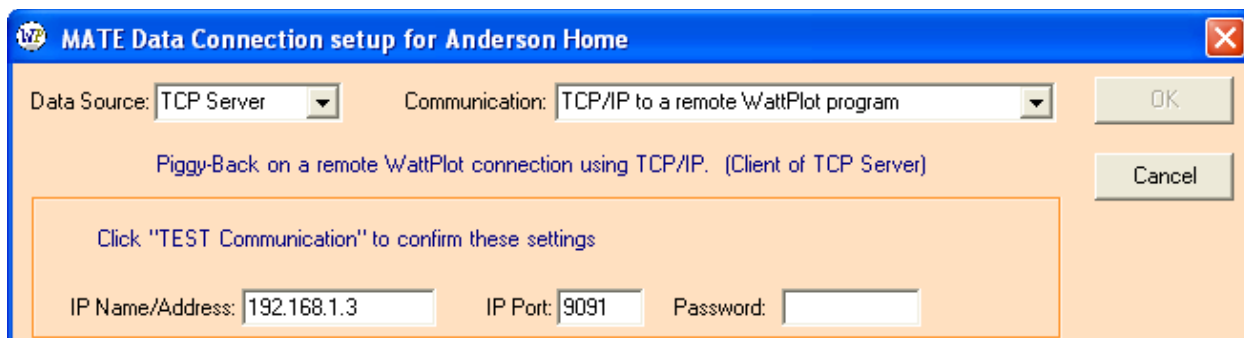 WP MATE Data Connection setup for Anderson Home
Data Source: TCP Server Communication: TCP/IP to a remote WattPlot program OK
Piggy-Back on a remote WattPlot connection using TCP/IP. (Client of TCP Server)
Cancel
Click "TEST Communication" to confirm these settings
IP Name/Address: 192.168.1.3 IP Port: 9091 Password: